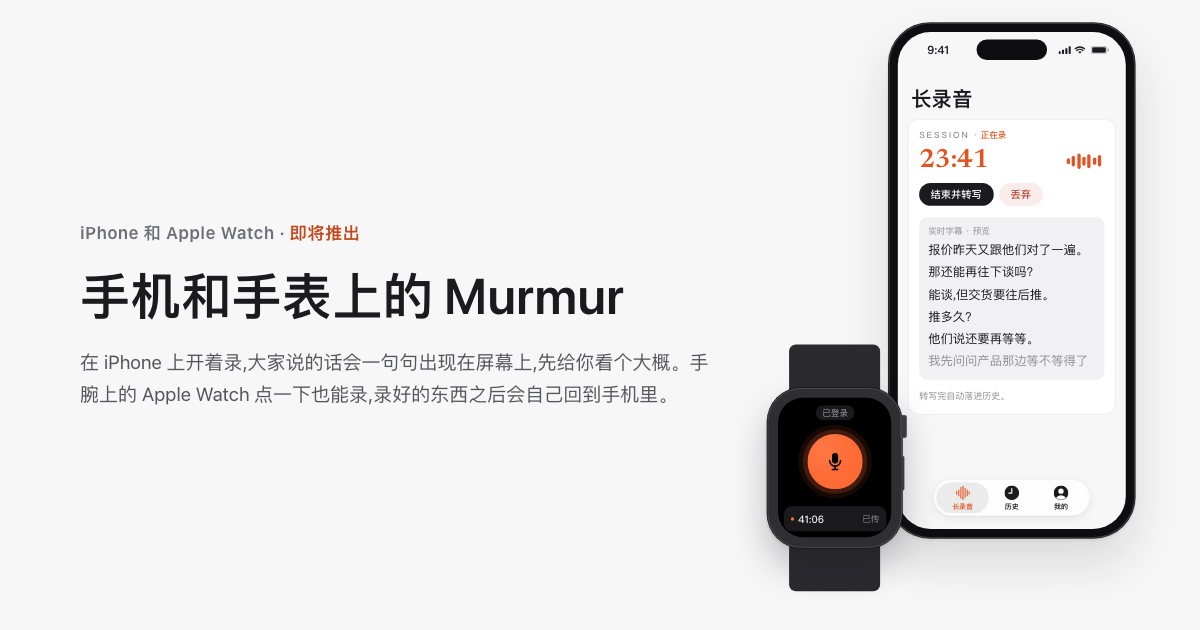 iPhone 和 Apple Watch · 即将推出
手机和手表上的 Murmur
在 iPhone 上开着录,大家说的话会一句句出现在屏幕上,先给你看个大概。手
腕上的 Apple Watch 点一下也能录,录好的东西之后会自己回到手机里。
9:41
长录音
SESSION · 正在录
23:41
结束并转写 丢弃
实时字幕 · 预览
报价昨天又跟他们对了一遍。
那还能再往下谈吗?
能谈,但交货要往后推。
推多久?
他们说还要再等等。
我先问问产品那边等不等得了
转写完自动落进历史。
长录音 历史 我的
已登录
41:06 已传